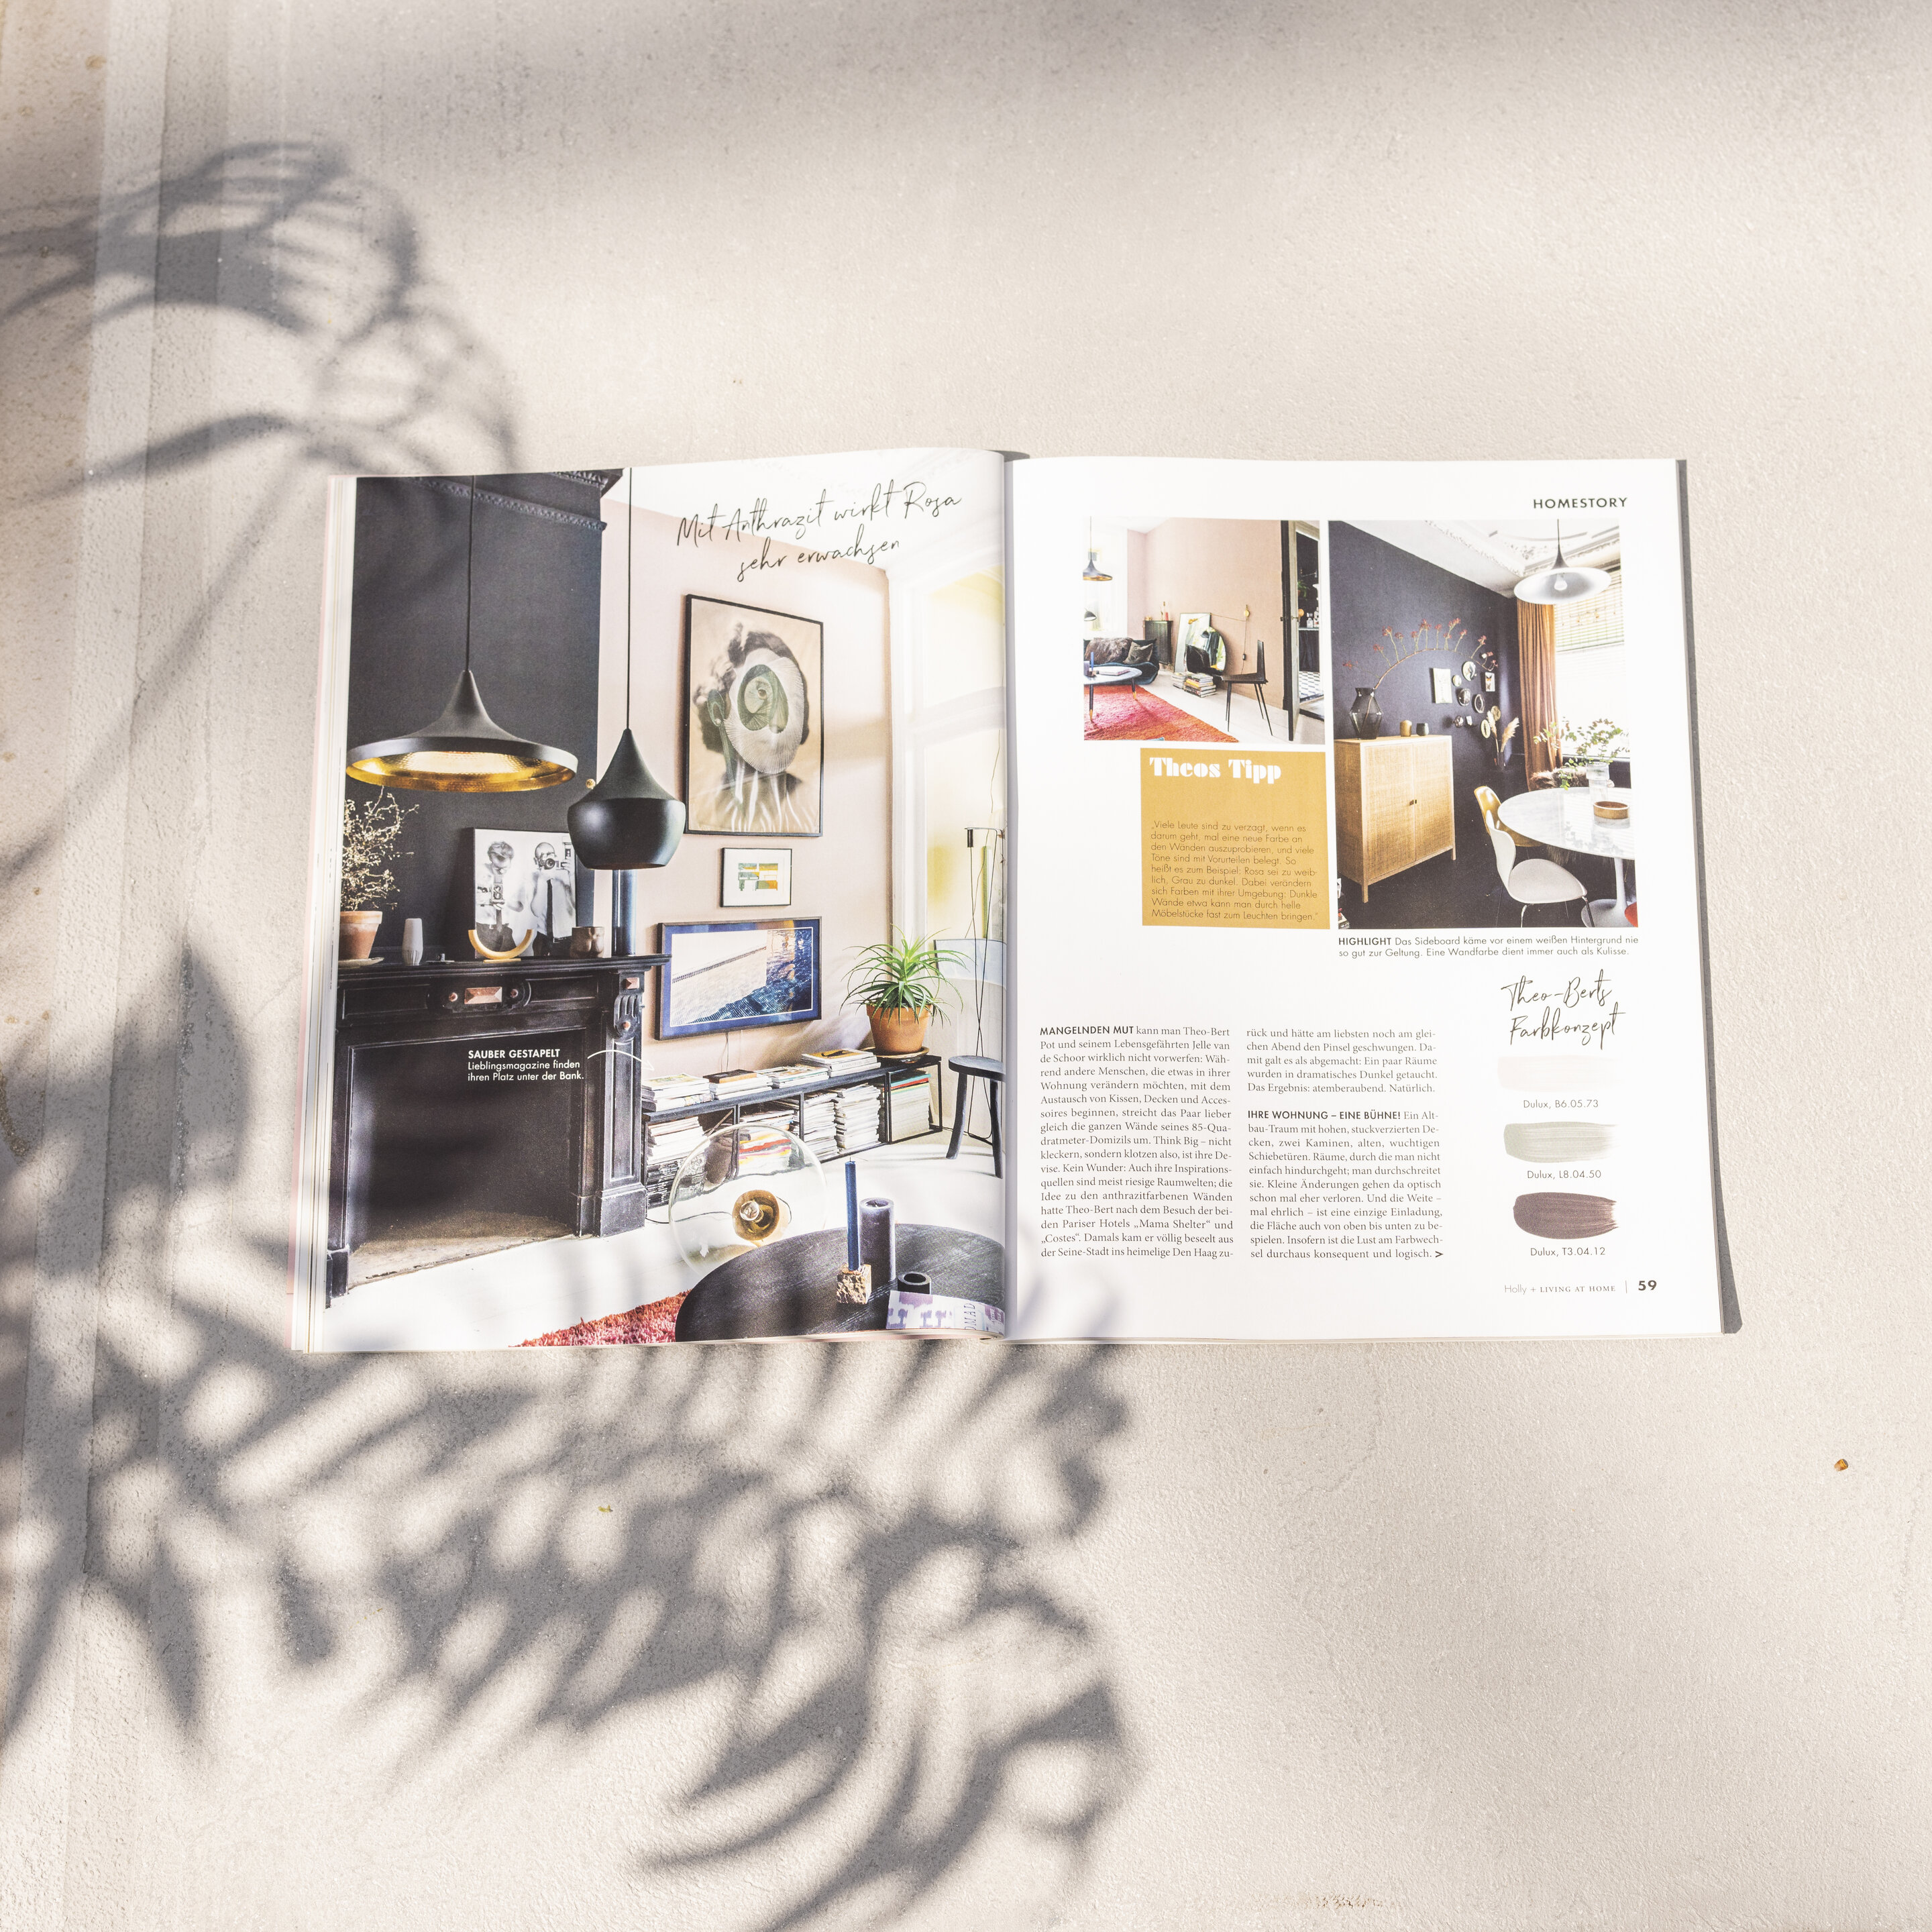 Mit Anthrazit wirkt Rosa
sehr erwachsen
SAUBER GESTAPELT
Lieblingsmagazine finden
ihren Platz unter der Bank.
HOMESTORY
Theos Tipp
„Viele Leute sind zu verzagt, wenn es
darum geht, mal eine neue Farbe an
den Wänden auszuprobieren, und viele
Töne sind mit Vorurteilen belegt. So
heißt es zum Beispiel: Rosa sei zu weib-
lich, Grau zu dunkel. Dabei verändern
sich Farben mit ihrer Umgebung: Dunkle
Wände etwa kann man durch helle
Möbelstücke fast zum Leuchten bringen.“
HIGHLIGHT Das Sideboard käme vor einem weißen Hintergrund nie
so gut zur Geltung. Eine Wandfarbe dient immer auch als Kulisse.
MANGELNDEN MUT kann man Theo-Bert
Pot und seinem Lebensgefährten Jelle van
de Schoor wirklich nicht vorwerfen: Wäh-
rend andere Menschen, die etwas in ihrer
Wohnung verändern möchten, mit dem
Austausch von Kissen, Decken und Acces-
soires beginnen, streicht das Paar lieber
gleich die ganzen Wände seines 85-Qua-
dratmeter-Domizils um. Think Big – nicht
kleckern, sondern klotzen also, ist ihre De-
vise. Kein Wunder: Auch ihre Inspirations-
quellen sind meist riesige Raumwelten; die
Idee zu den anthrazitfarbenen Wänden
hatte Theo-Bert nach dem Besuch der bei-
den Pariser Hotels „Mama Shelter“ und
„Costes“. Damals kam er völlig beseelt aus
der Seine-Stadt ins heimelige Den Haag zu-
rück und hätte am liebsten noch am glei-
chen Abend den Pinsel geschwungen. Da-
mit galt es als abgemacht: Ein paar Räume
wurden in dramatisches Dunkel getaucht.
Das Ergebnis: atemberaubend. Natürlich.
IHRE WOHNUNG – EINE BÜHNE! Ein Alt-
bau-Traum mit hohen, stuckverzierten De-
cken, zwei Kaminen, alten, wuchtigen
Schiebetüren. Räume, durch die man nicht
einfach hindurchgeht; man durchschreitet
sie. Kleine Änderungen gehen da optisch
schon mal eher verloren. Und die Weite –
mal ehrlich – ist eine einzige Einladung,
die Fläche auch von oben bis unten zu be-
spielen. Insofern ist die Lust am Farbwech-
sel durchaus konsequent und logisch. >
Theo-Berts
Farbkonzept
Dulux, B6.05.73
Dulux, L8.04.50
Dulux, T3.04.12
Holly + LIVING AT HOME | 59